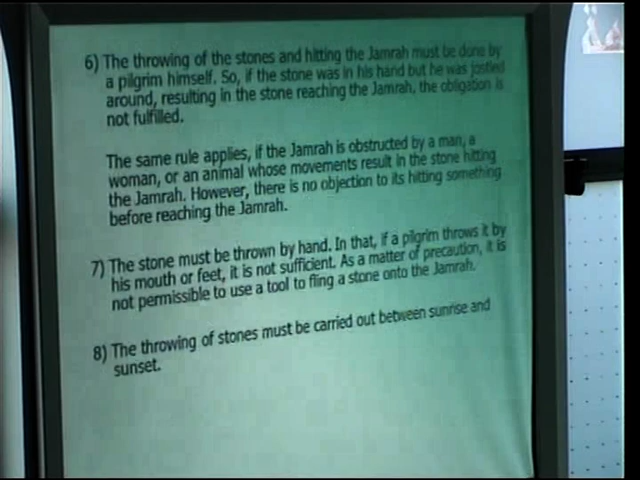 6) The throwing of the stones and hitting the Jamrah must be done by
a pilgrim himself. So, if the stone was in his hand but he was jostled
around, resulting in the stone reaching the Jamrah, the obligation is
not fulfilled.
The same rule applies, if the Jamrah is obstructed by a man, a
woman, or an animal whose movements result in the stone hitting
the Jamrah. However, there is no objection to its hitting something
before reaching the Jamrah.
7) The stone must be thrown by hand. In that, if a pilgrim throws it by
his mouth or feet, it is not sufficient. As a matter of precaution, it is
not permissible to use a tool to fling a stone onto the Jamrah.
8) The throwing of stones must be carried out between sunrise and
sunset.